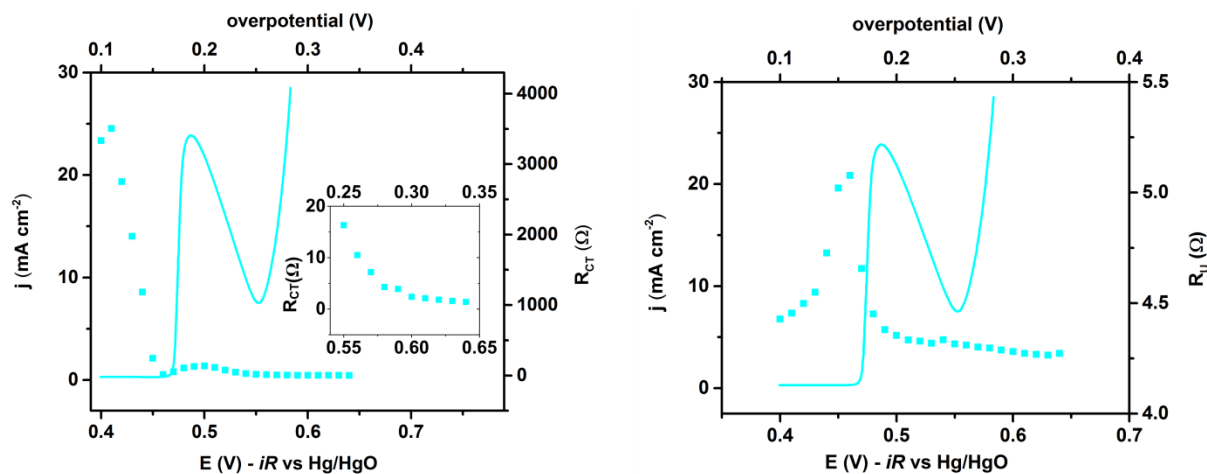 overpotential (V)
0.1 0.2 0.3 0.4
30
20
10
0
j (mA cm-2)
4000
3000
2000
1000
0
RCT (Ω)
0.25 0.30 0.35
20
10
0
RCT(Ω)
0.55 0.60 0.65
0.4 0.5 0.6 0.7
E (V) - iR vs Hg/HgO
overpotential (V)
0.1 0.2 0.3 0.4
30
20
10
0
j (mA cm-2)
5.5
5.0
4.5
4.0
RU (Ω)
0.4 0.5 0.6 0.7
E (V) - iR vs Hg/HgO